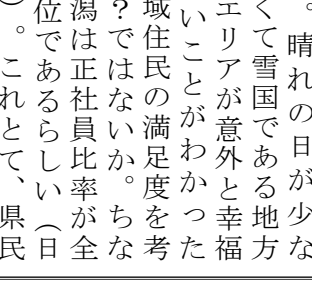 。晴れの日が少な
くて雪国である地方
エリアが意外と幸福
いことがわかった
域住民の満足度を考
？ではないか。ちな
潟は正社員比率が全
位であるらしい（日
）。これとて、県民